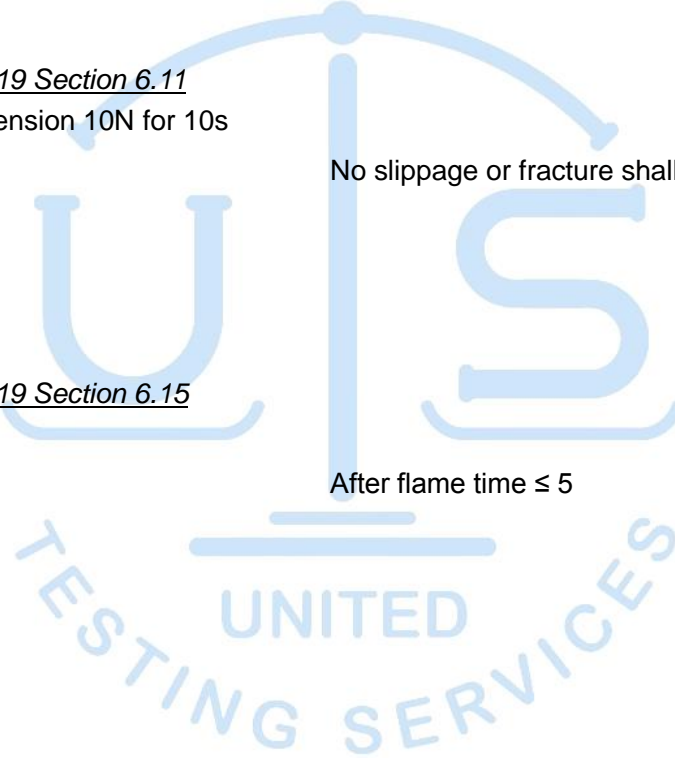 19 Section 6.11
ension 10N for 10s
No slippage or fracture shall
19 Section 6.15
After flame time ≤ 5
U S
UNITED
TESTING SERVICES